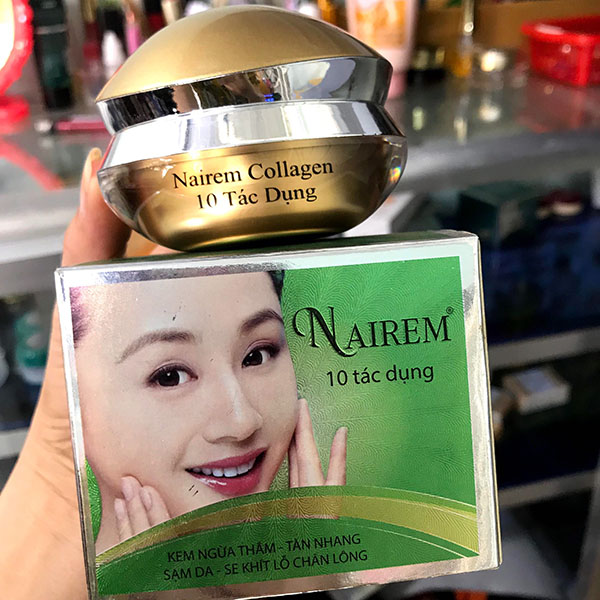 Nairem Collagen
10 Tác Dụng
NAIREM®
10 tác dụng
KEM NGỪA THÂM - TÀN NHANG
SẠM DA - SE KHÍT LỖ CHÂN LÔNG